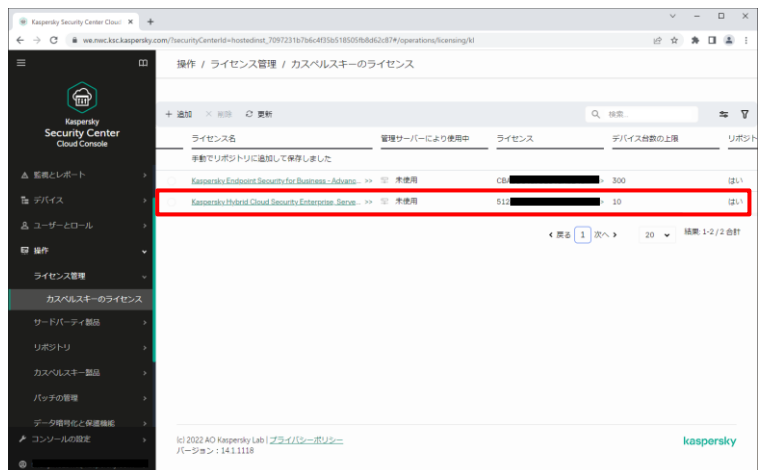 Kaspersky Security Center Cloud
we.nwc.ksc.kaspersky.com/?securityCenterId=hostedinst_7097231b7b6c4f35b518505fb8d62c87#/operations/licensing/kl
操作 / ライセンス管理 / カスペルスキーのライセンス
Kaspersky
Security Center
Cloud Console
監視とレポート
デバイス
ユーザーとロール
操作
ライセンス管理
カスペルスキーのライセンス
サードパーティ製品
リポジトリ
カスペルスキー製品
パッチの管理
データ暗号化と保護機能
コンソールの設定
+ 追加 × 削除 更新 検索...
ライセンス名 管理サーバーにより使用中 ライセンス デバイス台数の上限 リポジト
手動でリポジトリに追加して保存しました
Kaspersky Endpoint Security for Business - Advanc... >> 未使用 300 はい
Kaspersky Hybrid Cloud Security Enterprise, Serve... >> 未使用 512 10 はい
< 戻る 1 次へ > 20 結果: 1-2 / 2 合計
(c) 2022 AO Kaspersky Lab | プライバシーポリシー
バージョン : 14.1.1118
kaspersky